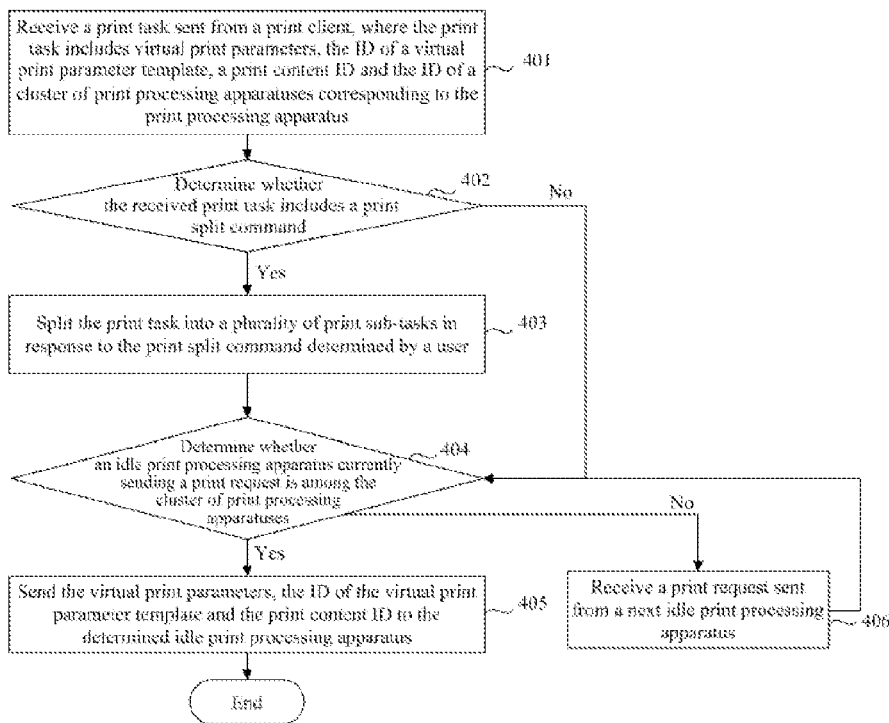 Receive a print task sent from a print client, where the print
task includes virtual print parameters, the ID of a virtual
print parameter template, a print content ID and the ID of a
cluster of print processing apparatuses corresponding to the
print processing apparatus
401
Determine whether
the received print task includes a print
split command
402
No
Yes
Split the print task into a plurality of print sub-tasks in
response to the print split command determined by a user
403
Determine whether
an idle print processing apparatus currently
sending a print request is among the
cluster of print processing
apparatuses
404
No
Yes
Send the virtual print parameters, the ID of the virtual print
parameter template and the print content ID to the
determined idle print processing apparatus
405
Receive a print request sent
from a next idle print processing
apparatus
406
End